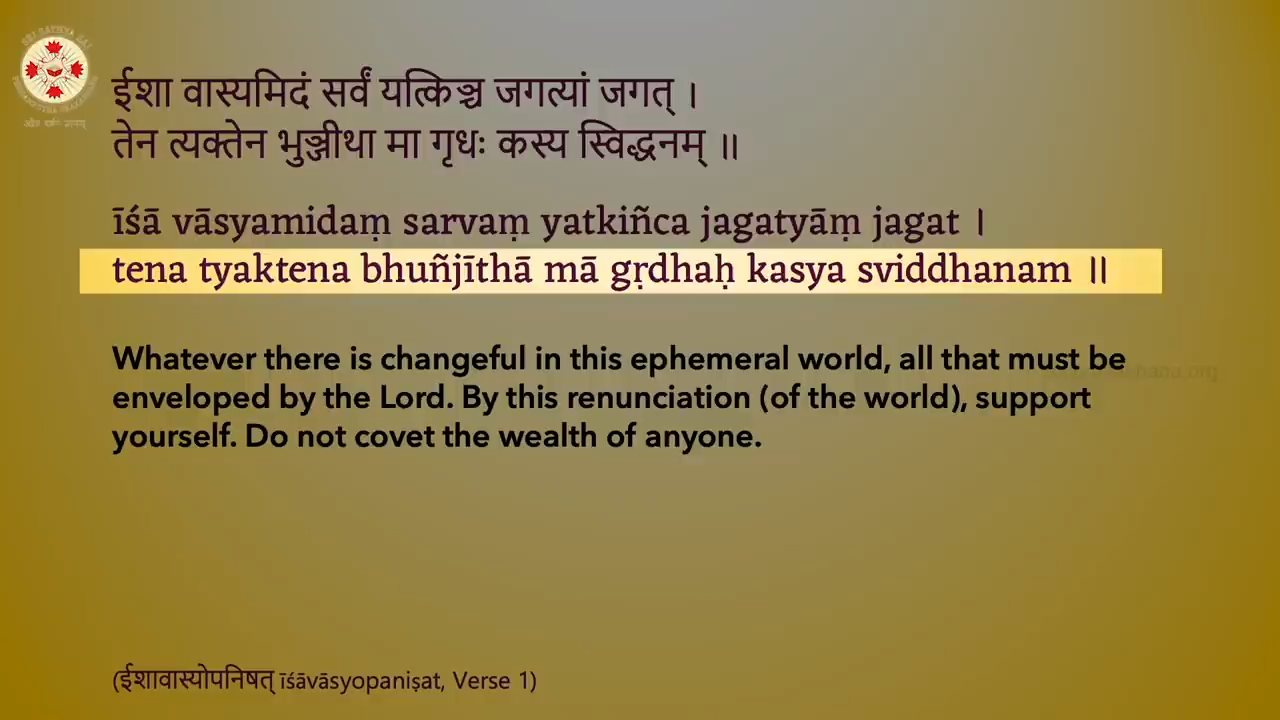 ईशा वास्यमिदं सर्वं यत्किञ्च जगत्यां जगत् ।
तेन त्यक्तेन भुञ्जीथा मा गृधः कस्य स्विद्धनम् ॥
īśā vāsyamidaṃ sarvaṃ yatkiñca jagatyāṃ jagat ।
tena tyaktena bhuñjīthā mā gṛdhaḥ kasya sviddhanam ॥
Whatever there is changeful in this ephemeral world, all that must be
enveloped by the Lord. By this renunciation (of the world), support
yourself. Do not covet the wealth of anyone.
(ईशावास्योपनिषत् īśāvāsyopaniṣat, Verse 1)